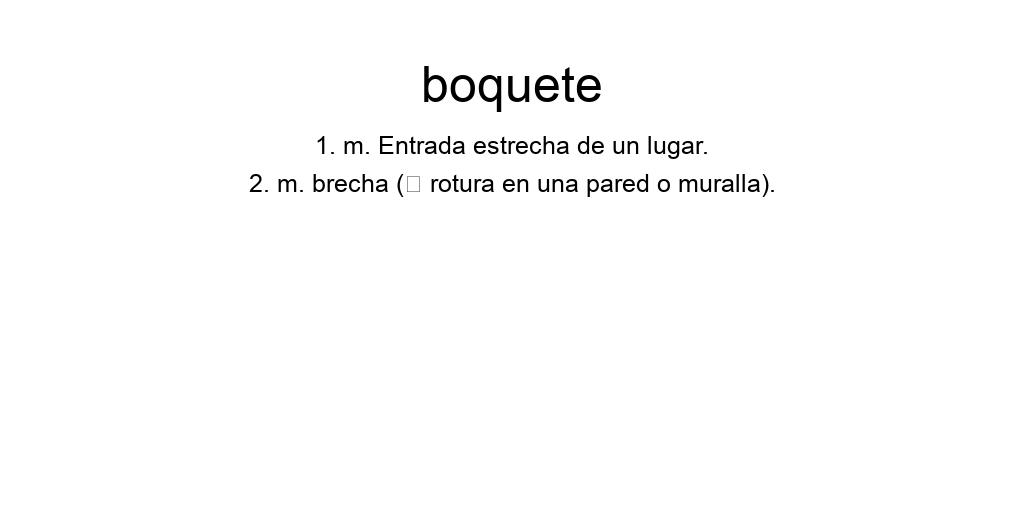 boquete
1. m. Entrada estrecha de un lugar.
2. m. brecha (□ rotura en una pared o muralla).